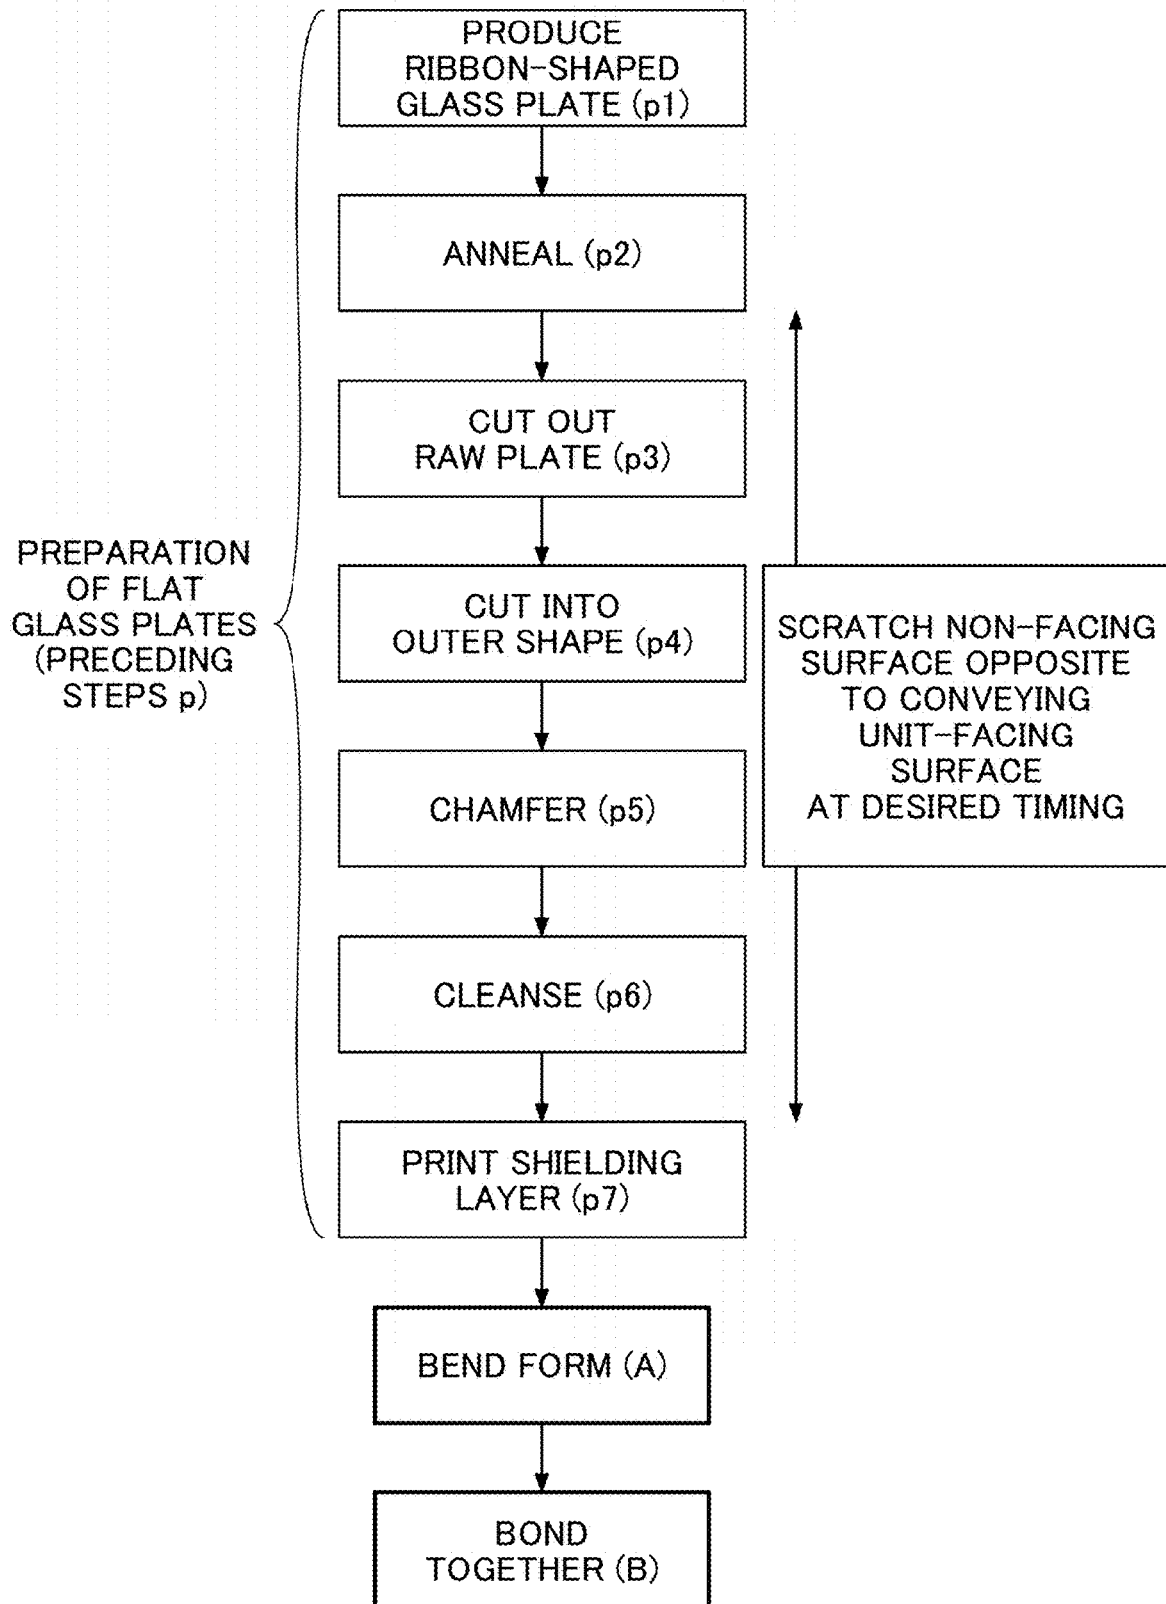 PRODUCE
RIBBON-SHAPED
GLASS PLATE (p1)
ANNEAL (p2)
CUT OUT
RAW PLATE (p3)
CUT INTO
OUTER SHAPE (p4)
CHAMFER (p5)
CLEANSE (p6)
PRINT SHIELDING
LAYER (p7)
BEND FORM (A)
BOND
TOGETHER (B)
PREPARATION
OF FLAT
GLASS PLATES
(PRECEDING
STEPS p)
SCRATCH NON-FACING
SURFACE OPPOSITE
TO CONVEYING
UNIT-FACING
SURFACE
AT DESIRED TIMING